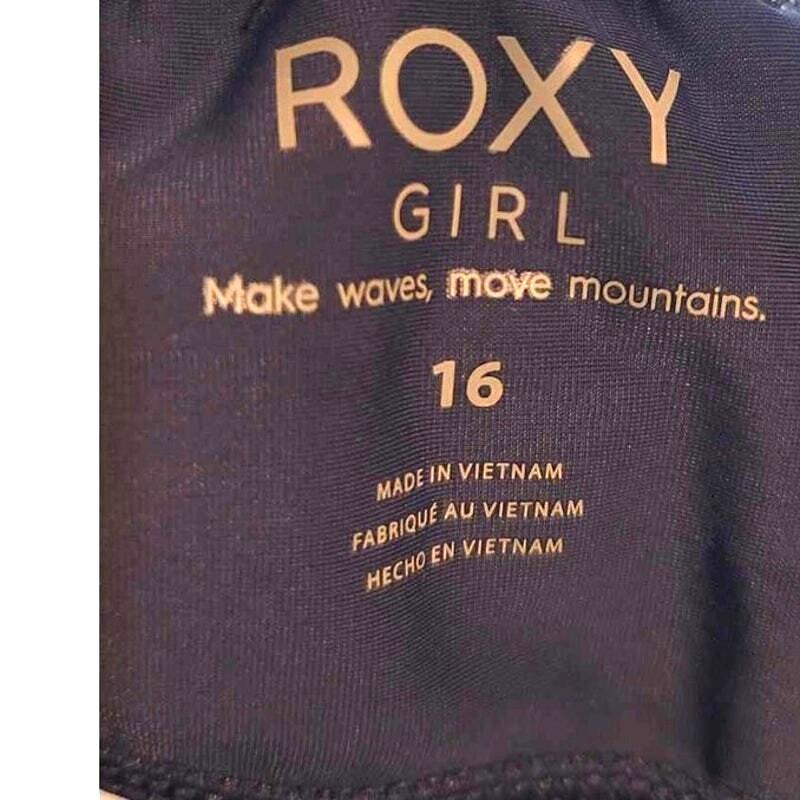 ROXY
GIRL
Make waves, move mountains.
16
MADE IN VIETNAM
FABRIQUÉ AU VIETNAM
HECHO EN VIETNAM